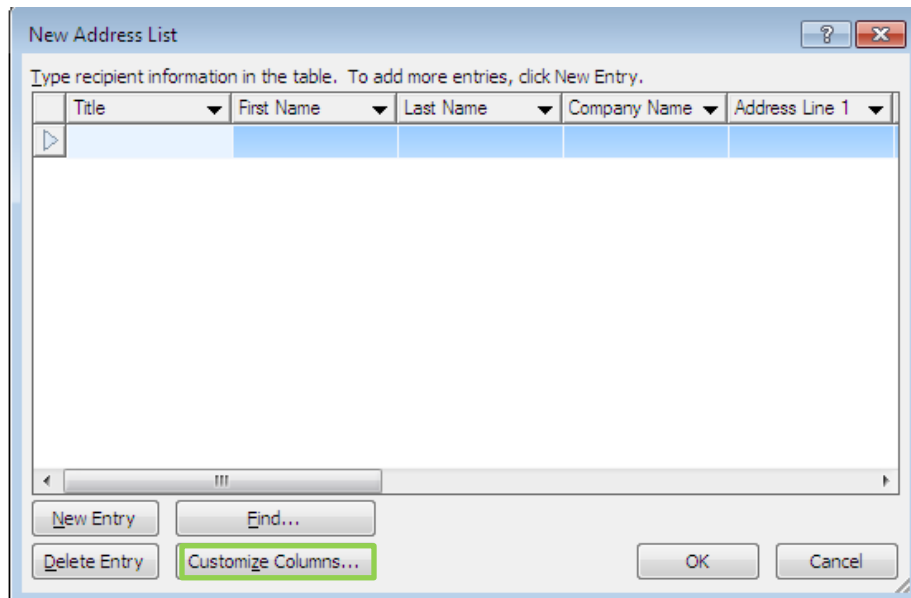 New Address List
Type recipient information in the table. To add more entries, click New Entry.
Title First Name Last Name Company Name Address Line 1
New Entry Find...
Delete Entry Customize Columns... OK Cancel